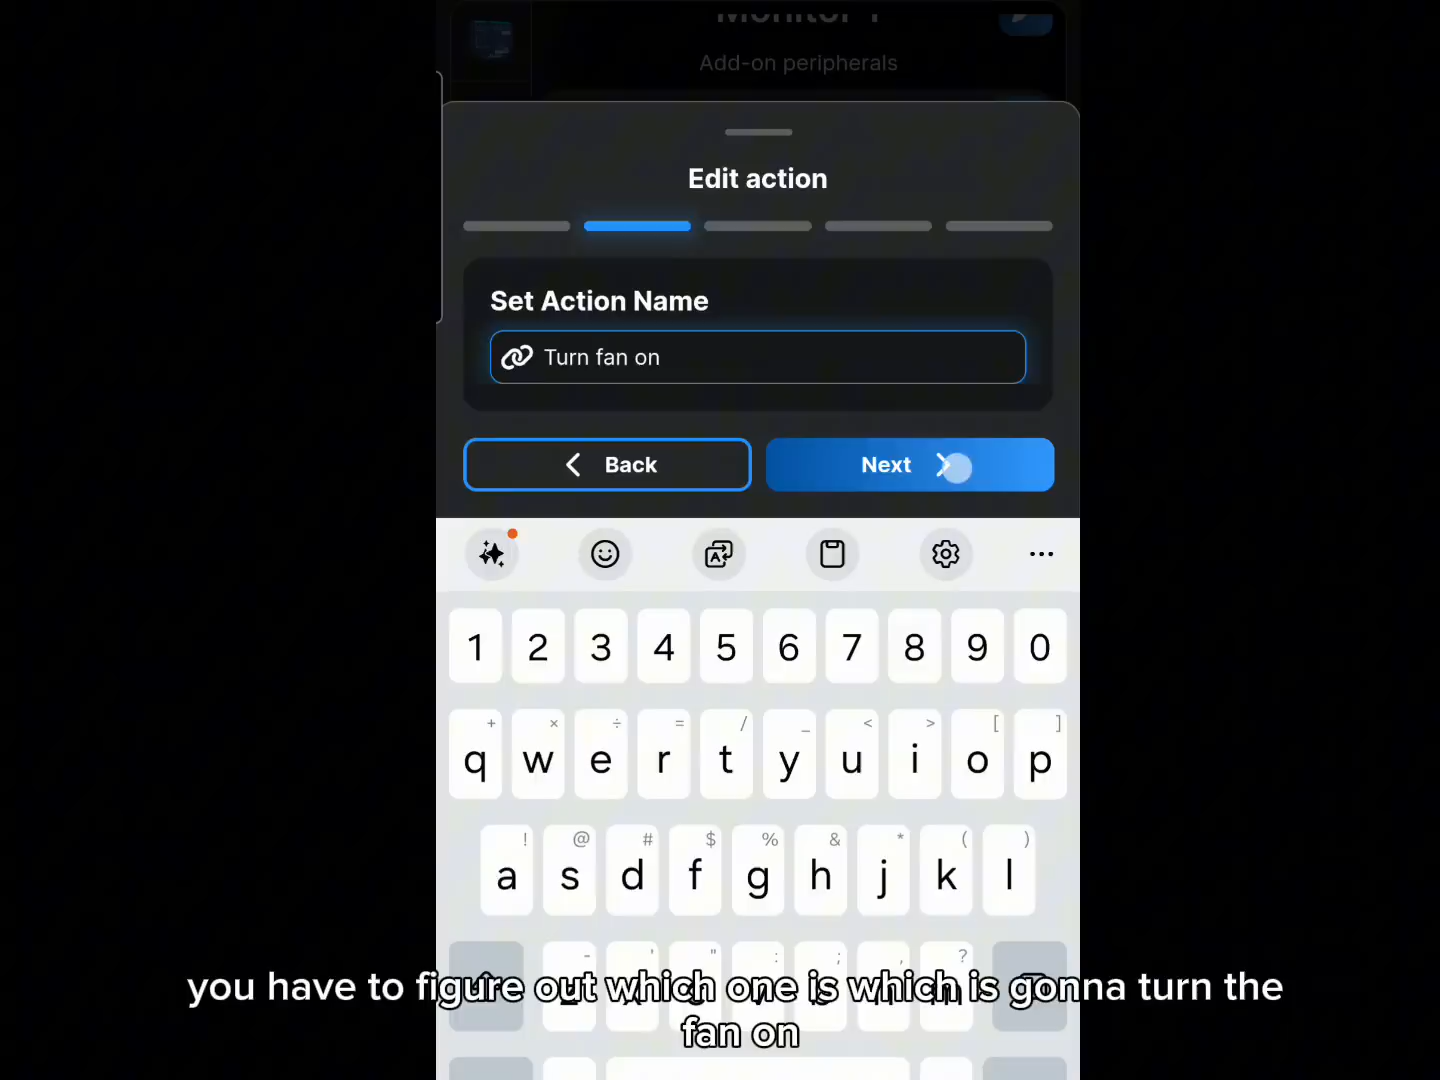 Add-on peripherals
Edit action
Set Action Name
Turn fan on
Back
Next
1 2 3 4 5 6 7 8 9 0
+ × ÷ = / _ < > [ ]
q w e r t y u i o p
! @ # $ % & * ( )
a s d f g h j k l
- ' " : ; , ?
you have to figure out which one is which is gonna turn the
fan on